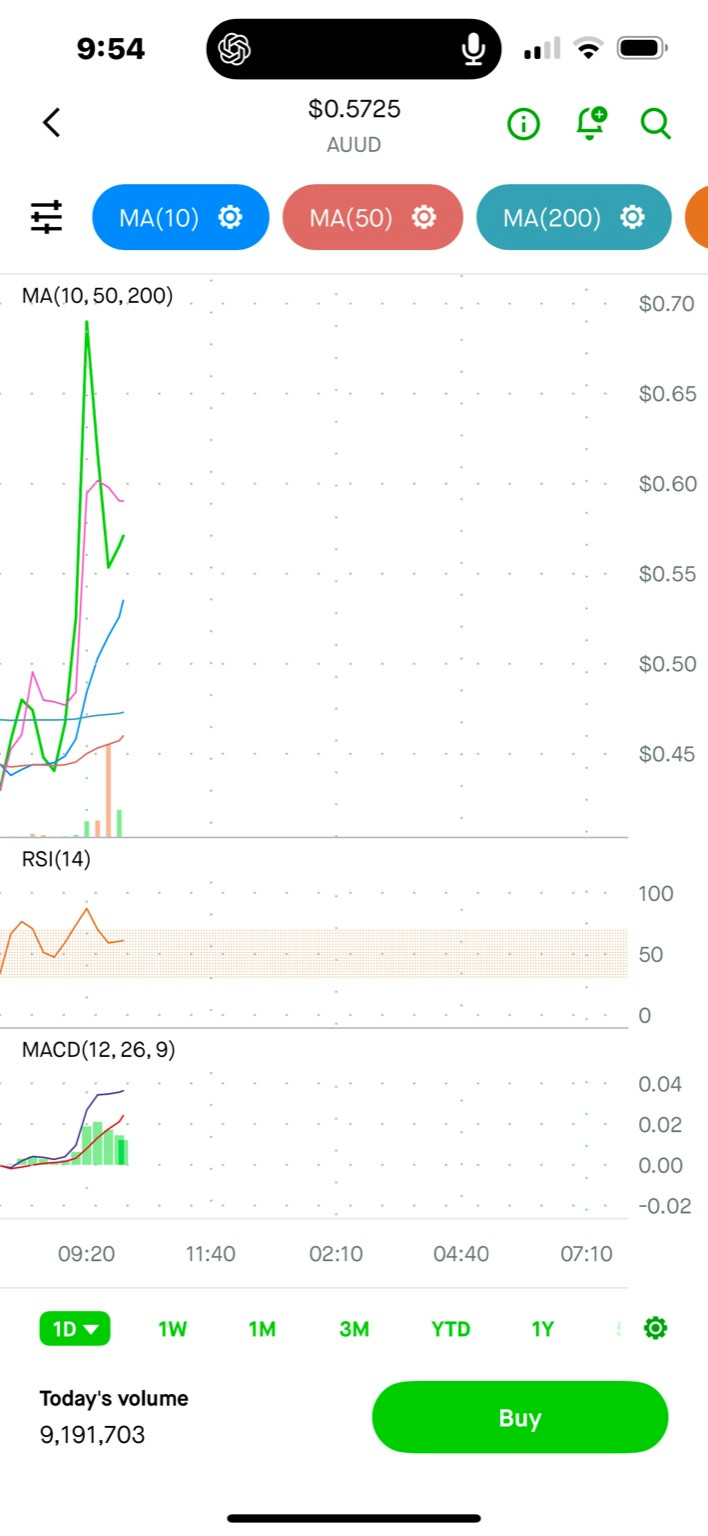 9:54
$0.5725
AUUD
MA(10) MA(50) MA(200)
MA(10,50,200)
$0.70
$0.65
$0.60
$0.55
$0.50
$0.45
RSI(14)
100
50
0
MACD(12,26,9)
0.04
0.02
0.00
-0.02
09:20 11:40 02:10 04:40 07:10
1D 1W 1M 3M YTD 1Y
Today's volume
9,191,703
Buy